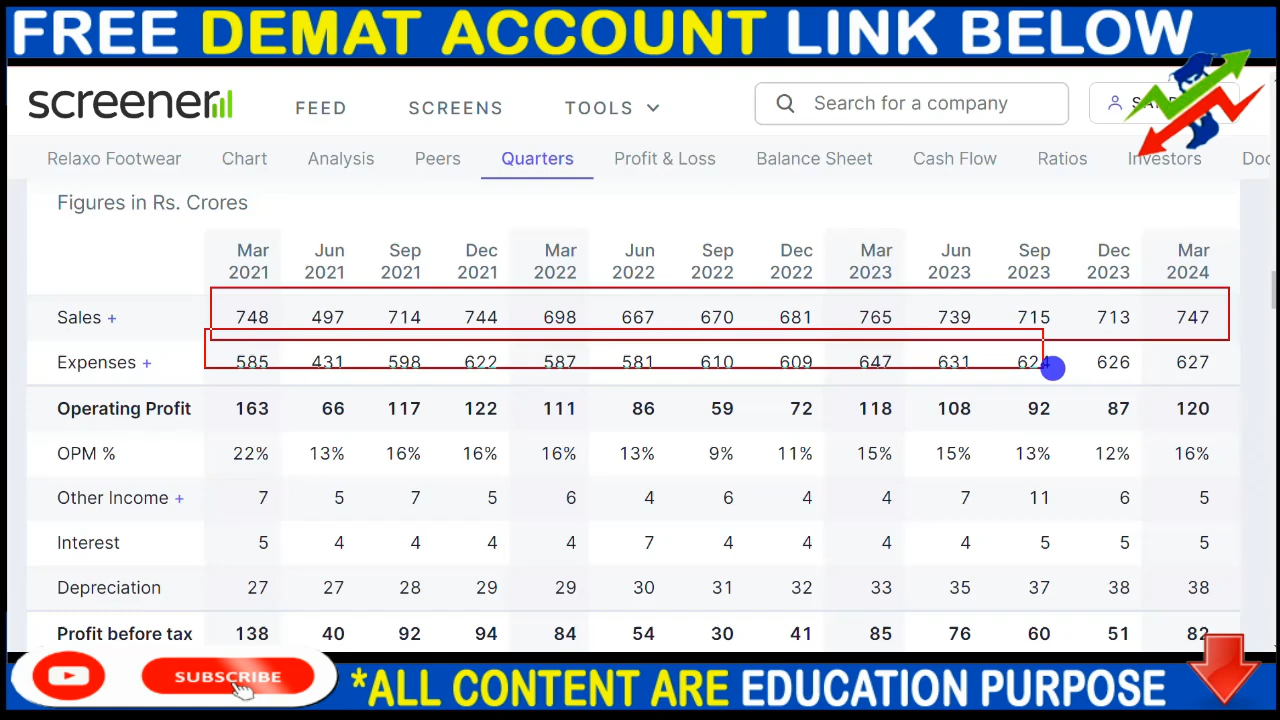 FREE DEMAT ACCOUNT LINK BELOW
screener
FEED SCREENS TOOLS Search for a company
Relaxo Footwear Chart Analysis Peers Quarters Profit & Loss Balance Sheet Cash Flow Ratios Investors
Figures in Rs. Crores
Mar 2021 Jun 2021 Sep 2021 Dec 2021 Mar 2022 Jun 2022 Sep 2022 Dec 2022 Mar 2023 Jun 2023 Sep 2023 Dec 2023 Mar 2024
Sales + 748 497 714 744 698 667 670 681 765 739 715 713 747
Expenses + 585 431 598 622 587 581 610 609 647 631 624 626 627
Operating Profit 163 66 117 122 111 86 59 72 118 108 92 87 120
OPM % 22% 13% 16% 16% 16% 13% 9% 11% 15% 15% 13% 12% 16%
Other Income + 7 5 7 5 6 4 6 4 4 7 11 6 5
Interest 5 4 4 4 4 7 4 4 4 4 5 5 5
Depreciation 27 27 28 29 29 30 31 32 33 35 37 38 38
Profit before tax 138 40 92 94 84 54 30 41 85 76 60 51 82
SUBSCRIBE
*ALL CONTENT ARE EDUCATION PURPOSE